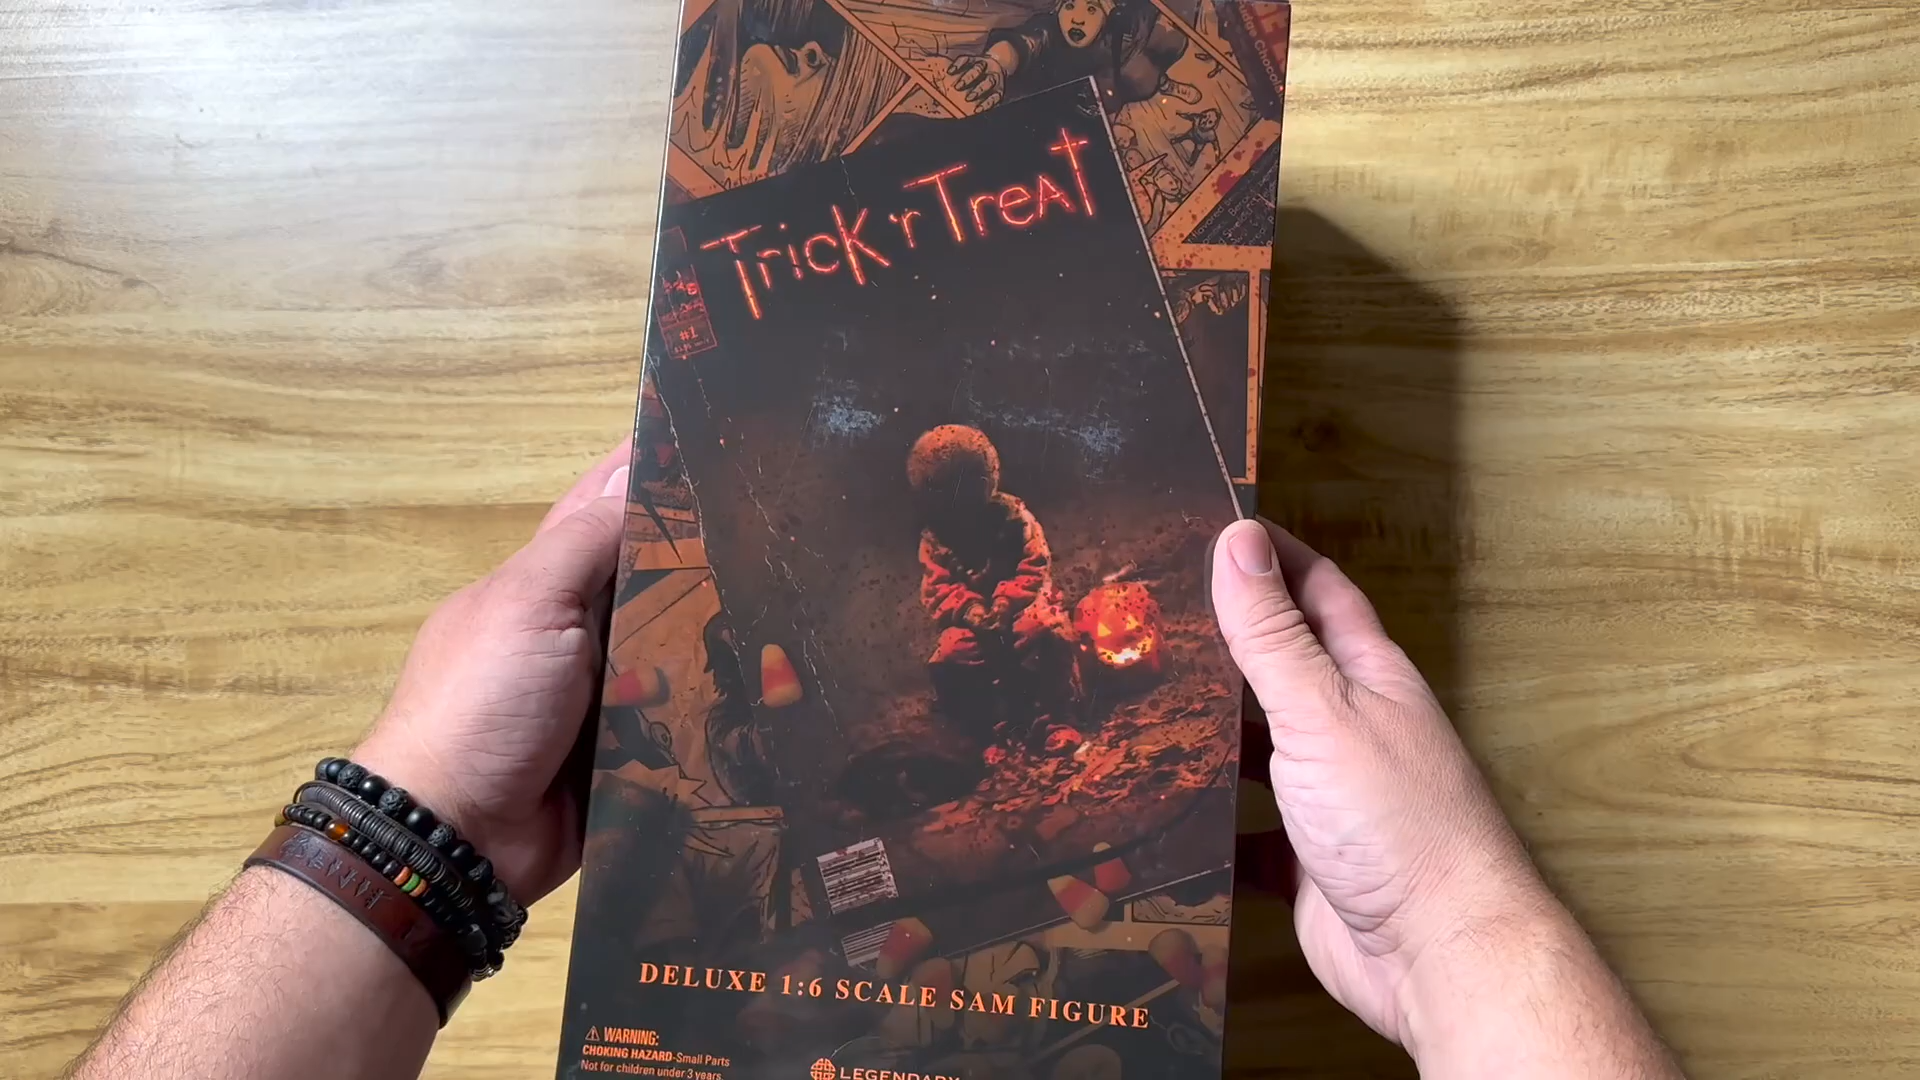 Trick 'r Treat
#1
DELUXE 1:6 SCALE SAM FIGURE
⚠ WARNING:
CHOKING HAZARD-Small Parts
Not for children under 3 years.
LEGENDARY